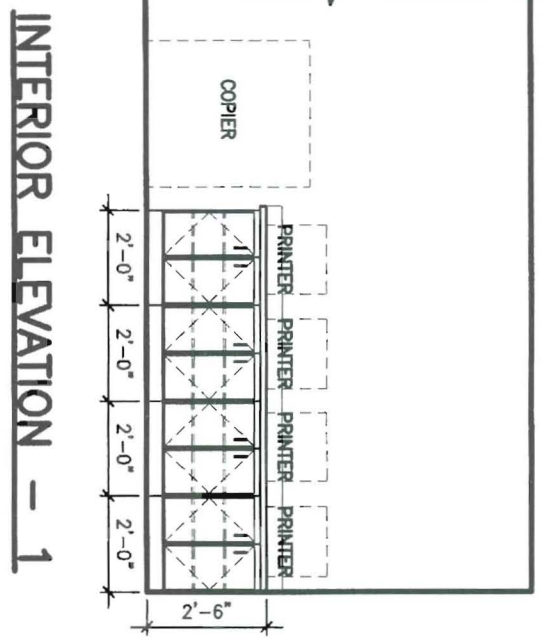 COPIER
PRINTER
PRINTER
PRINTER
PRINTER
2'-0"
2'-0"
2'-0"
2'-0"
2'-6"
INTERIOR ELEVATION - 1